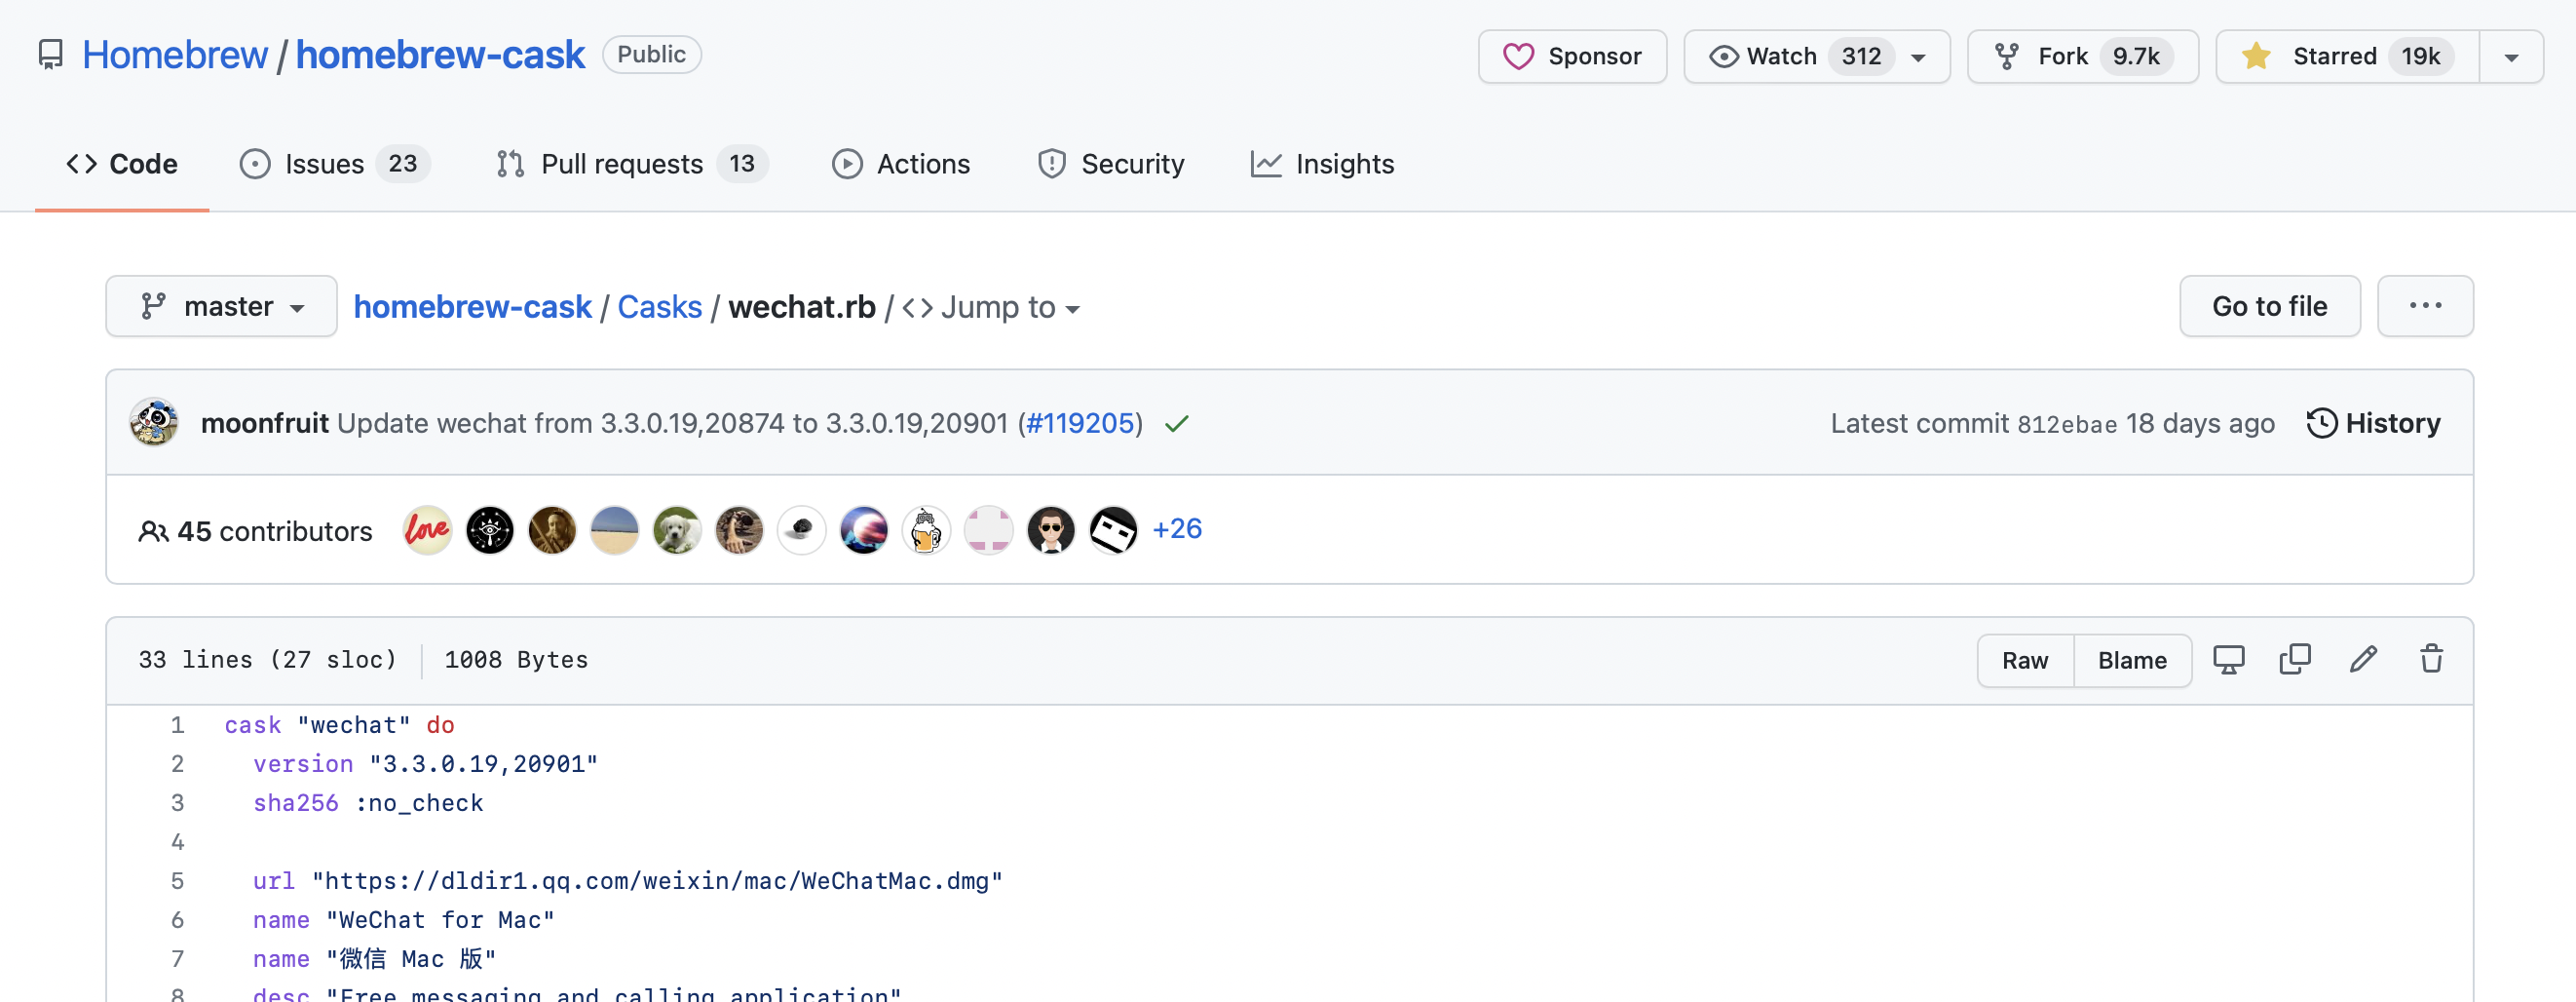 Homebrew / homebrew-cask Public Sponsor Watch 312 Fork 9.7k Starred 19k
Code Issues 23 Pull requests 13 Actions Security Insights
master homebrew-cask / Casks / wechat.rb / <> Jump to Go to file ...
moonfruit Update wechat from 3.3.0.19,20874 to 3.3.0.19,20901 (#119205) Latest commit 812ebae 18 days ago History
45 contributors love +26
33 lines (27 sloc) 1008 Bytes Raw Blame
1 cask "wechat" do
2 version "3.3.0.19,20901"
3 sha256 :no_check
4
5 url "https://dldir1.qq.com/weixin/mac/WeChatMac.dmg"
6 name "WeChat for Mac"
7 name "微信 Mac 版"
8 desc "Free messaging and calling application"